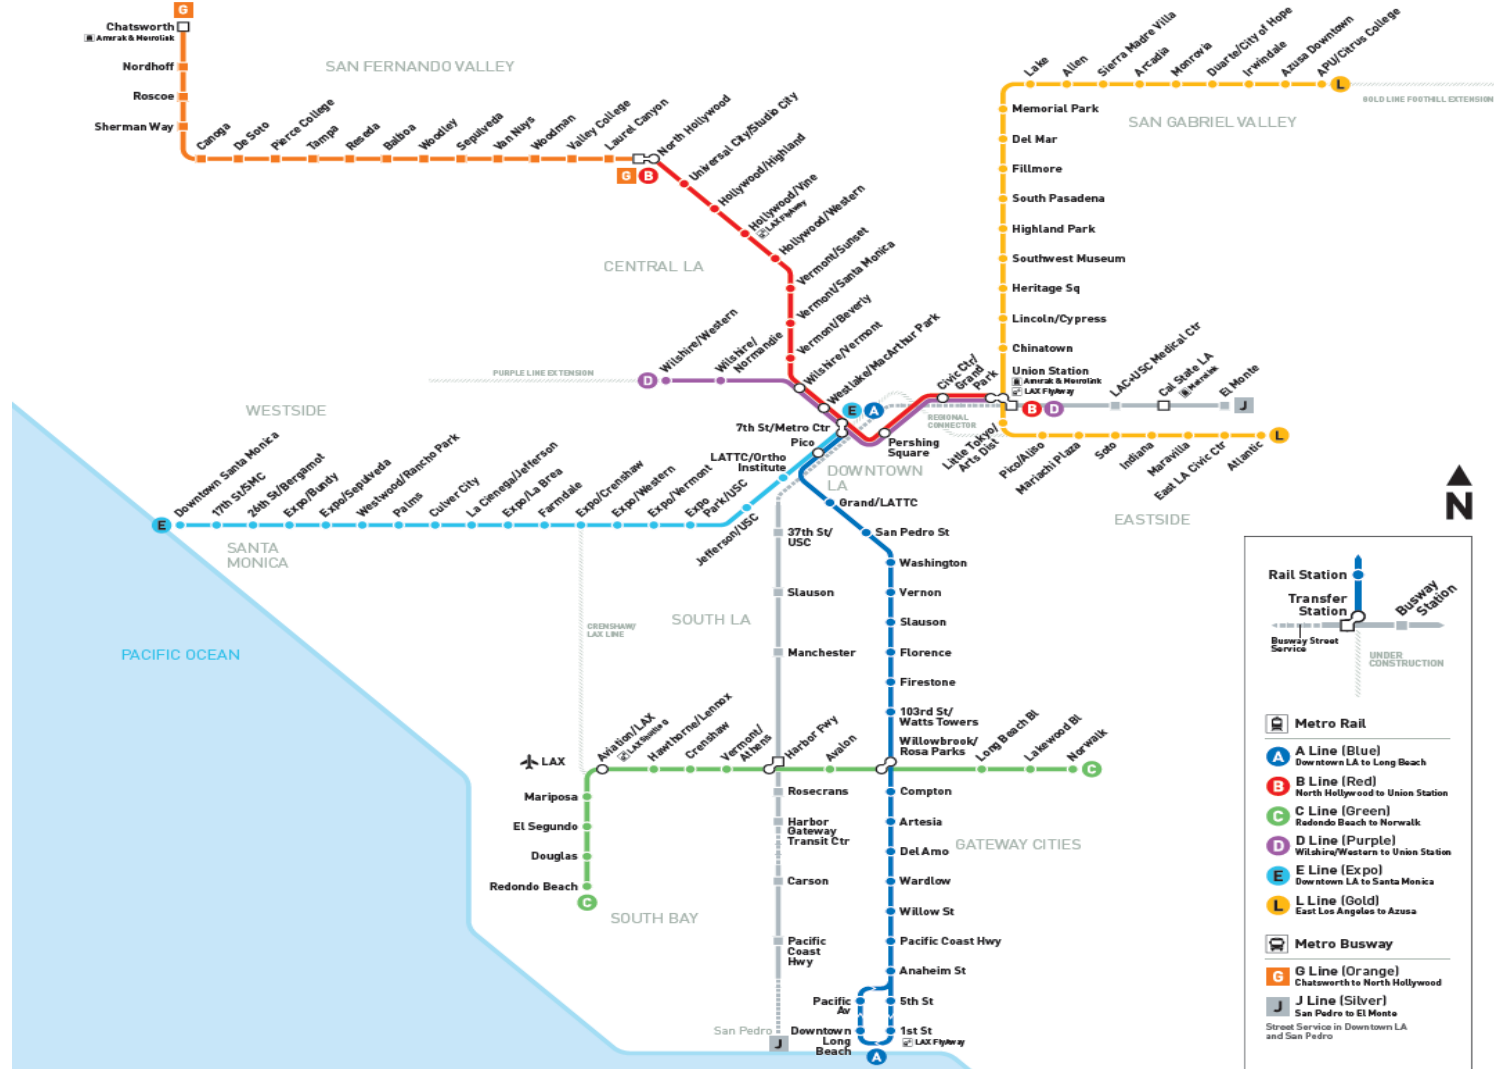 G
Chatsworth
Amtrak & Metrolink
Nordhoff
Roscoe
Sherman Way
SAN FERNANDO VALLEY
Canoga
De Soto
Pierce College
Tampa
Reseda
Balboa
Woodley
Sepulveda
Van Nuys
Woodman
Valley College
Laurel Canyon
North Hollywood
G
B
Universal City/Studio City
Hollywood/Highland
Hollywood/Vine
LAX FlyAway
Hollywood/Western
Vermont/Sunset
Vermont/Santa Monica
Vermont/Beverly
Wilshire/Vermont
Westlake/MacArthur Park
CENTRAL LA
PURPLE LINE EXTENSION
D
Wilshire/Western
Wilshire/
Normandie
Lake
Allen
Sierra Madre Villa
Arcadia
Monrovia
Duarte/City of Hope
Irwindale
Azusa Downtown
APU/Citrus College
L
GOLD LINE FOOTHILL EXTENSION
SAN GABRIEL VALLEY
Memorial Park
Del Mar
Fillmore
South Pasadena
Highland Park
Southwest Museum
Heritage Sq
Lincoln/Cypress
Chinatown
Union Station
Amtrak & Metrolink
LAX FlyAway
B
D
LAC+USC Medical Ctr
Cal State LA
Metrolink
El Monte
J
Civic Ctr/
Grand
Park
REGIONAL
CONNECTOR
E
A
7th St/Metro Ctr
Pico
Pershing
Square
DOWNTOWN
LA
Little Tokyo/
Arts Dist
Pico/Aliso
Mariachi Plaza
Soto
Indiana
Maravilla
East LA Civic Ctr
Atlantic
L
EASTSIDE
WESTSIDE
LATTC/Ortho
Institute
E
Downtown Santa Monica
17th St/SMC
26th St/Bergamot
Expo/Bundy
Expo/Sepulveda
Westwood/Rancho Park
Palms
Culver City
La Cienega/Jefferson
Expo/La Brea
Farmdale
Expo/Crenshaw
Expo/Western
Expo/Vermont
Expo
Park/USC
Jefferson/USC
SANTA
MONICA
PACIFIC OCEAN
CRENSHAW/
LAX LINE
SOUTH LA
Grand/LATTC
San Pedro St
Washington
Vernon
Slauson
Florence
Firestone
103rd St/
Watts Towers
Willowbrook/
Rosa Parks
37th St/
USC
Slauson
Manchester
LAX
Aviation/LAX
LAX Shuttle G
Hawthorne/Lennox
Crenshaw
Vermont/
Athens
Harbor Fwy
Avalon
Long Beach Bl
Lakewood Bl
Norwalk
C
Mariposa
El Segundo
Douglas
Redondo Beach
C
SOUTH BAY
Rosecrans
Harbor
Gateway
Transit Ctr
Carson
Pacific
Coast
Hwy
San Pedro
J
Compton
Artesia
Del Amo
GATEWAY CITIES
Wardlow
Willow St
Pacific Coast Hwy
Anaheim St
Pacific
Av
5th St
Downtown
Long
Beach
1st St
LAX FlyAway
A
N
Rail Station
Transfer
Station
Busway
Station
Busway Street
Service
UNDER
CONSTRUCTION
Metro Rail
A
A Line (Blue)
Downtown LA to Long Beach
B
B Line (Red)
North Hollywood to Union Station
C
C Line (Green)
Redondo Beach to Norwalk
D
D Line (Purple)
Wilshire/Western to Union Station
E
E Line (Expo)
Downtown LA to Santa Monica
L
L Line (Gold)
East Los Angeles to Azusa
Metro Busway
G
G Line (Orange)
Chatsworth to North Hollywood
J
J Line (Silver)
San Pedro to El Monte
Street Service in Downtown LA
and San Pedro